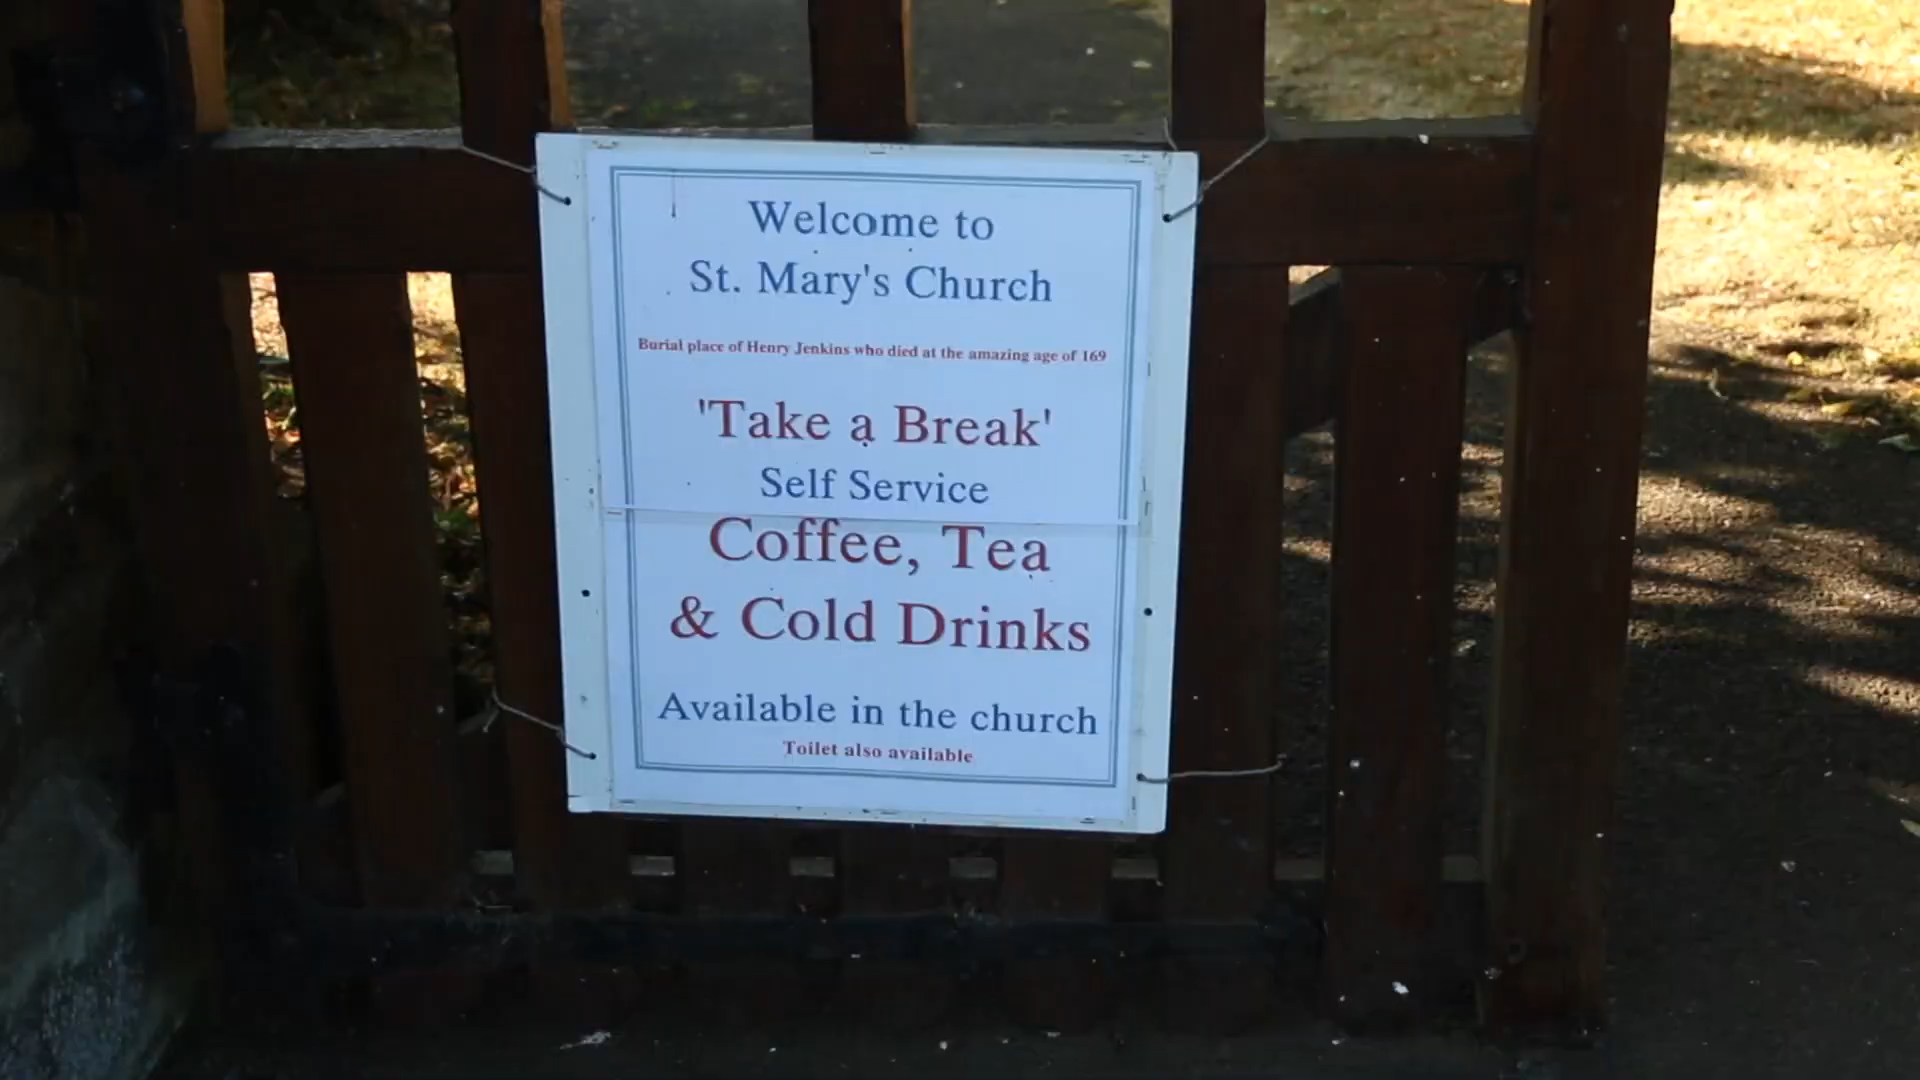 Welcome to
St. Mary's Church
Burial place of Henry Jenkins who died at the amazing age of 169
'Take a Break'
Self Service
Coffee, Tea
& Cold Drinks
Available in the church
Toilet also available